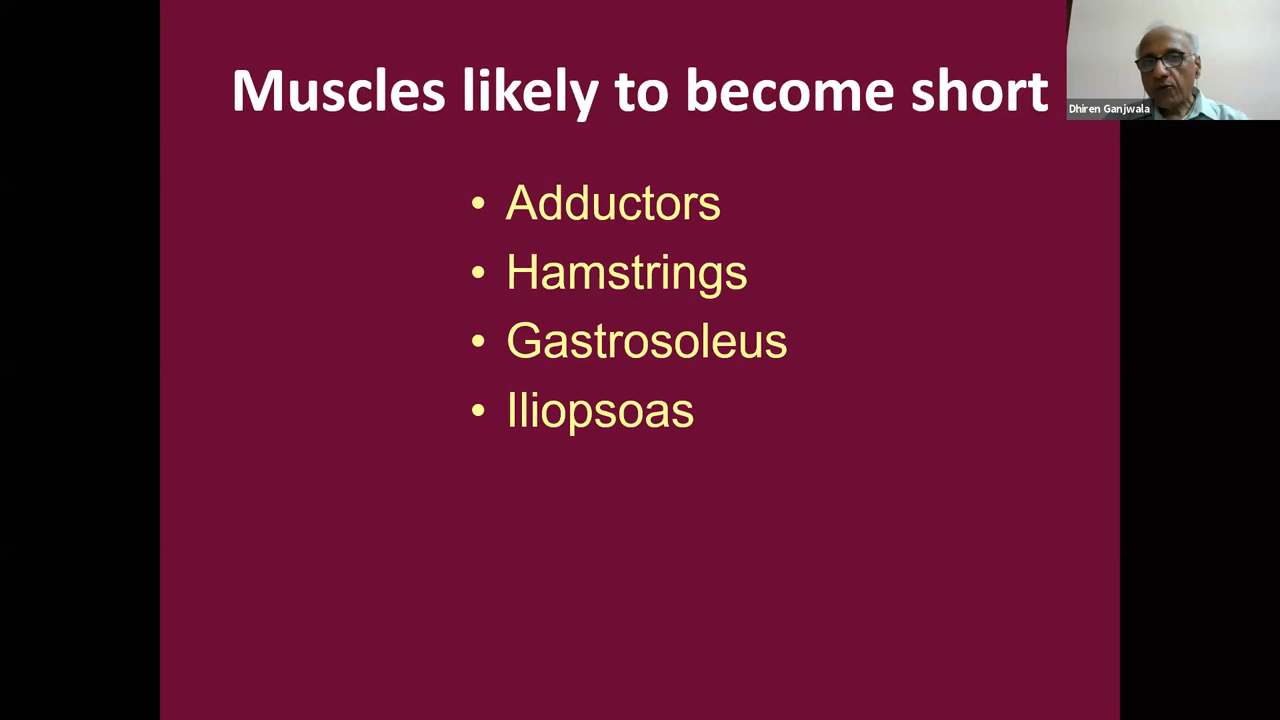 Muscles likely to become short
Dhiren Ganjwala
• Adductors
• Hamstrings
• Gastrosoleus
• Iliopsoas